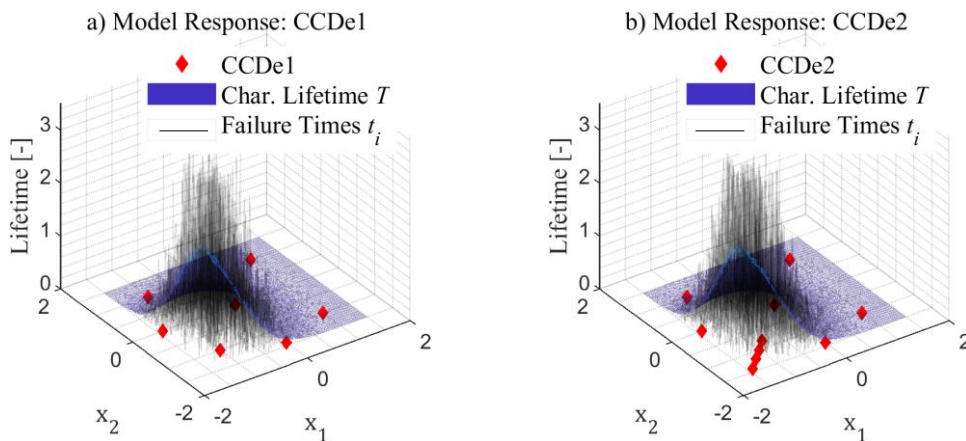 a) Model Response: CCDe1
CCDe1
Char. Lifetime T
Failure Times t_i
Lifetime [-]
3
2
1
0
2
0
-2
-2
0
2
x_2
x_1
b) Model Response: CCDe2
CCDe2
Char. Lifetime T
Failure Times t_i
Lifetime [-]
3
2
1
0
2
0
-2
-2
0
2
x_2
x_1